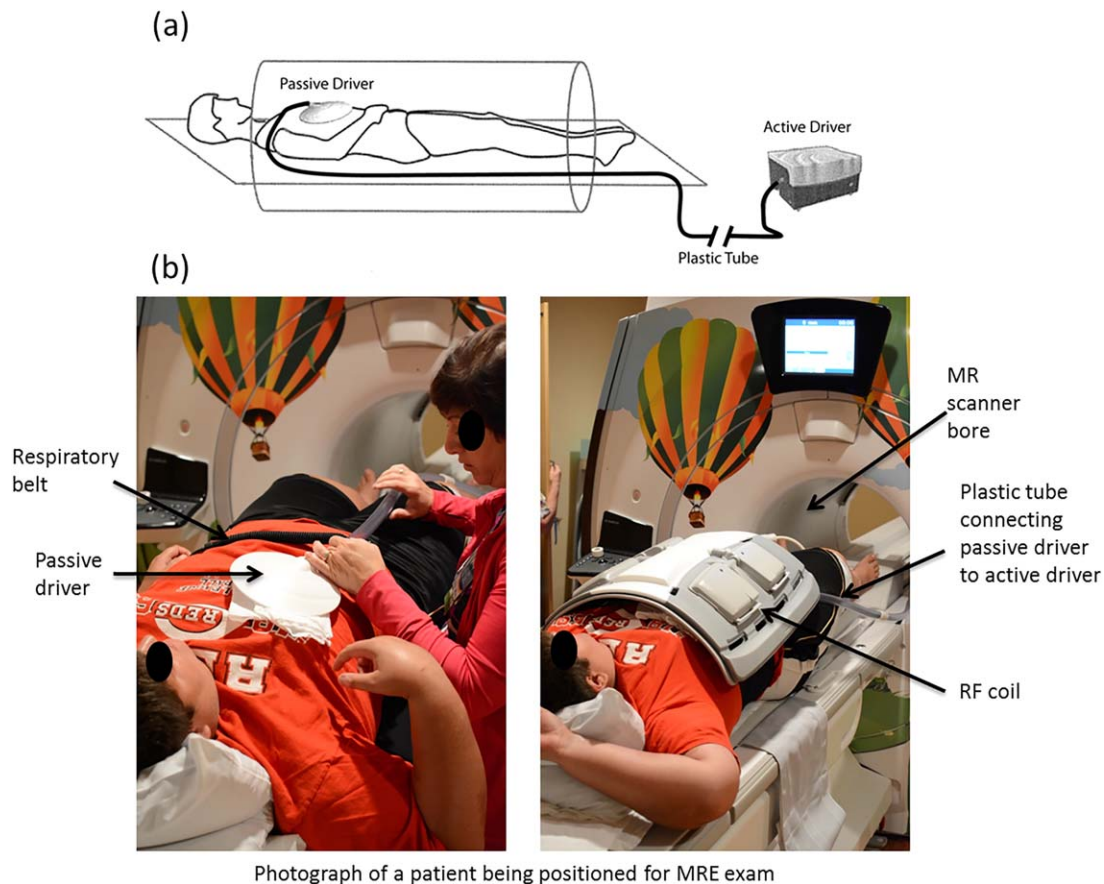 (a)
Passive Driver
Active Driver
Plastic Tube
(b)
Respiratory
belt
Passive
driver
REDS
MR
scanner
bore
Plastic tube
connecting
passive driver
to active driver
RF coil
Photograph of a patient being positioned for MRE exam